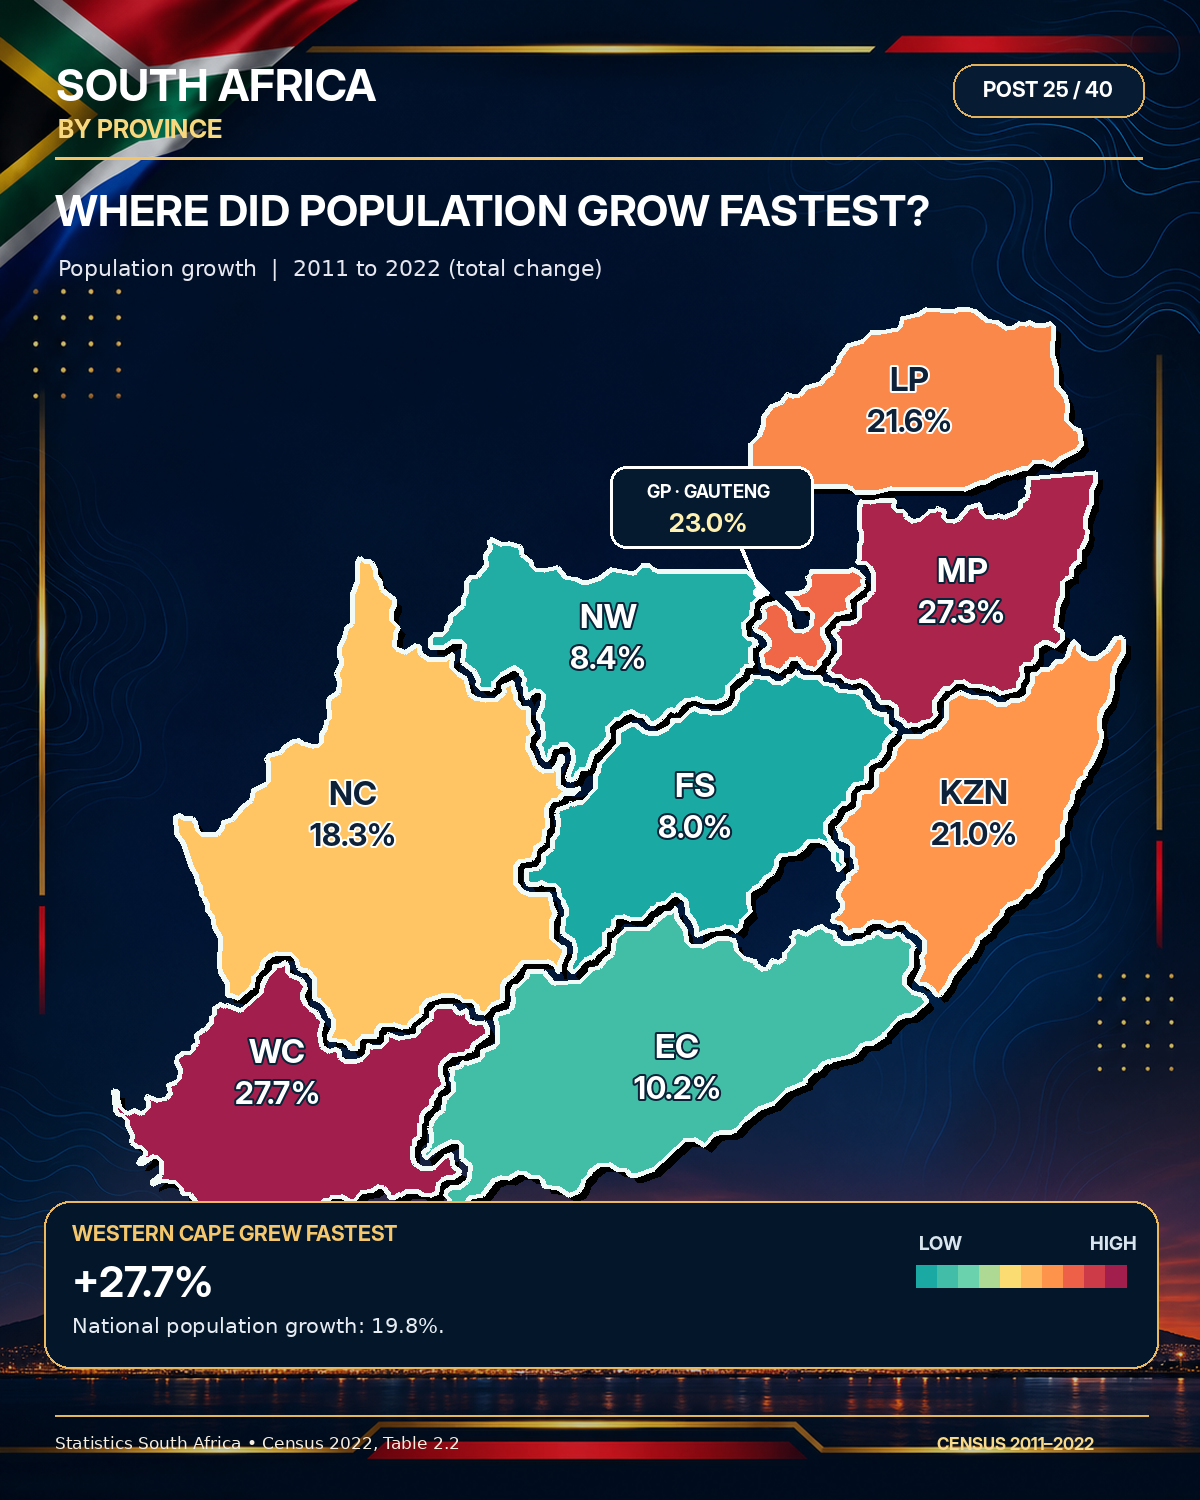 SOUTH AFRICA
BY PROVINCE
POST 25 / 40
WHERE DID POPULATION GROW FASTEST?
Population growth | 2011 to 2022 (total change)
LP
21.6%
GP · GAUTENG
23.0%
MP
27.3%
NW
8.4%
NC
18.3%
FS
8.0%
KZN
21.0%
WC
27.7%
EC
10.2%
WESTERN CAPE GREW FASTEST
+27.7%
National population growth: 19.8%.
LOW HIGH
Statistics South Africa • Census 2022, Table 2.2
CENSUS 2011–2022